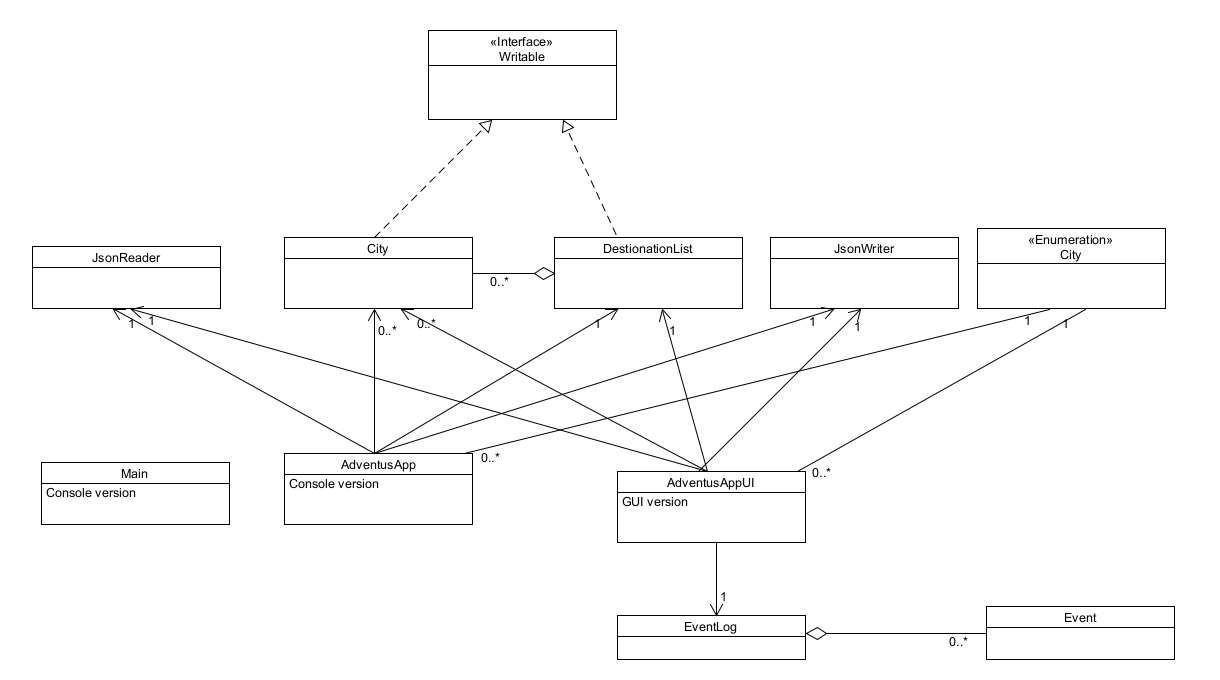 «Interface»
Writable
JsonReader
City
DestionationList
JsonWriter
«Enumeration»
City
0..*
1
1
0..*
0..*
1
1
1
1
1
1
Main
Console version
AdventusApp
Console version
0..*
AdventusAppUI
GUI version
0..*
1
EventLog
Event
0..*